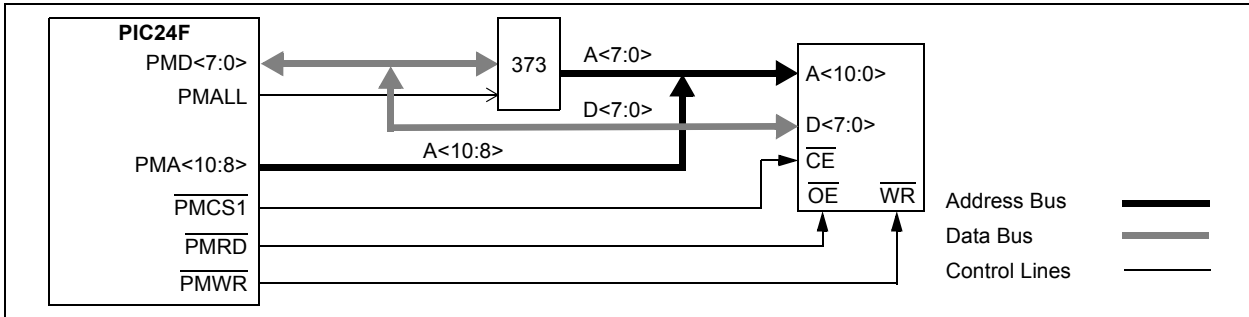 PIC24F
PMD<7:0>
PMALL
PMA<10:8>
PMCS1
PMRD
PMWR
373
A<7:0>
D<7:0>
A<10:8>
A<10:0>
D<7:0>
CE
OE WR
Address Bus
Data Bus
Control Lines